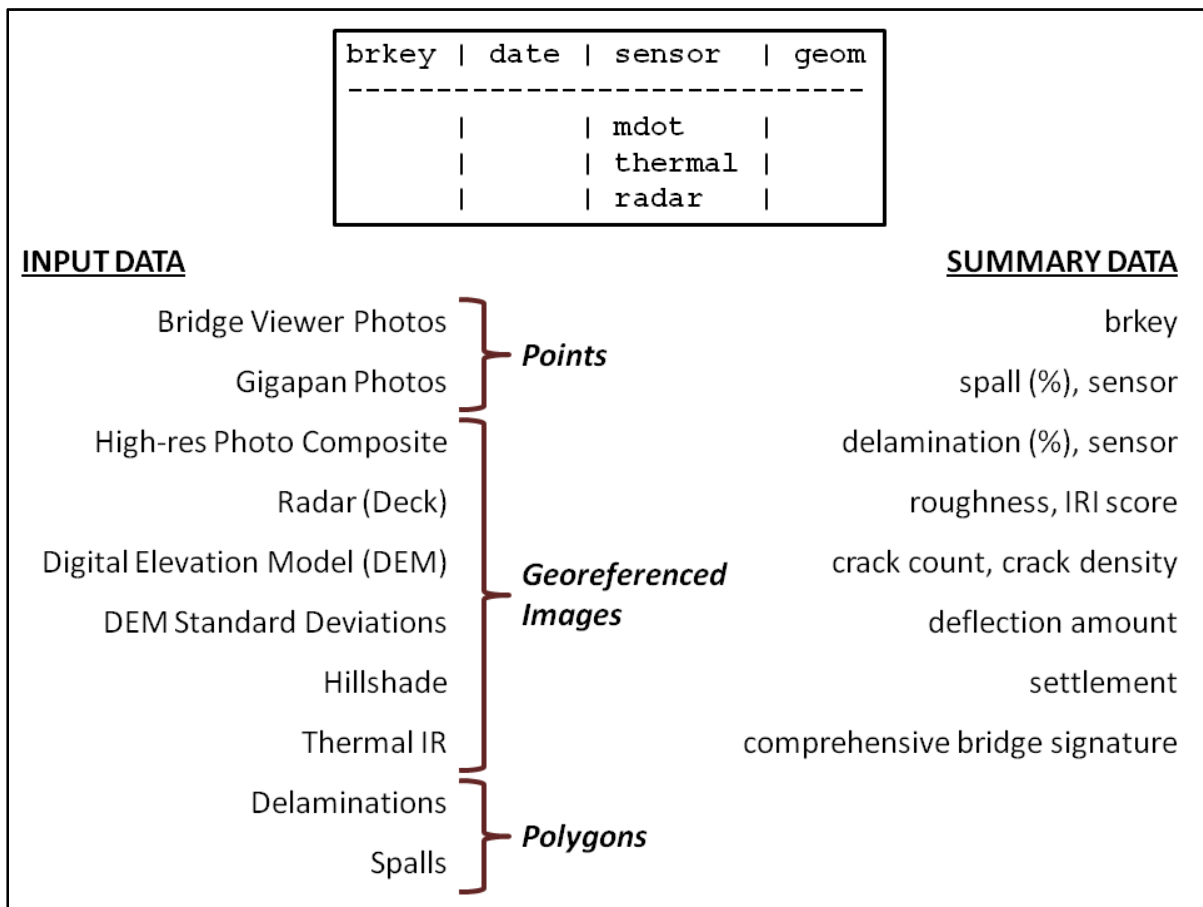 brkey | date | sensor | geom
-----------------------------
| | mdot |
| | thermal |
| | radar |
INPUT DATA
Bridge Viewer Photos
Gigapan Photos
High-res Photo Composite
Radar (Deck)
Digital Elevation Model (DEM)
DEM Standard Deviations
Hillshade
Thermal IR
Delaminations
Spalls
Points
Georeferenced
Images
Polygons
SUMMARY DATA
brkey
spall (%), sensor
delamination (%), sensor
roughness, IRI score
crack count, crack density
deflection amount
settlement
comprehensive bridge signature